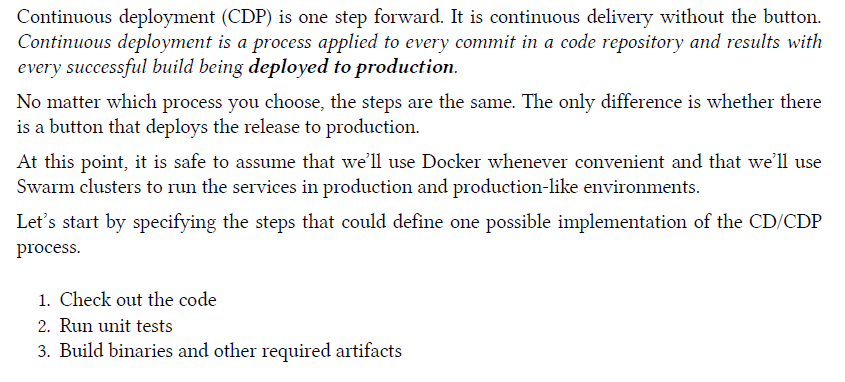 Continuous deployment (CDP) is one step forward. It is continuous delivery without the button.
Continuous deployment is a process applied to every commit in a code repository and results with
every successful build being deployed to production.
No matter which process you choose, the steps are the same. The only difference is whether there
is a button that deploys the release to production.
At this point, it is safe to assume that we’ll use Docker whenever convenient and that we’ll use
Swarm clusters to run the services in production and production-like environments.
Let’s start by specifying the steps that could define one possible implementation of the CD/CDP
process.
1. Check out the code
2. Run unit tests
3. Build binaries and other required artifacts